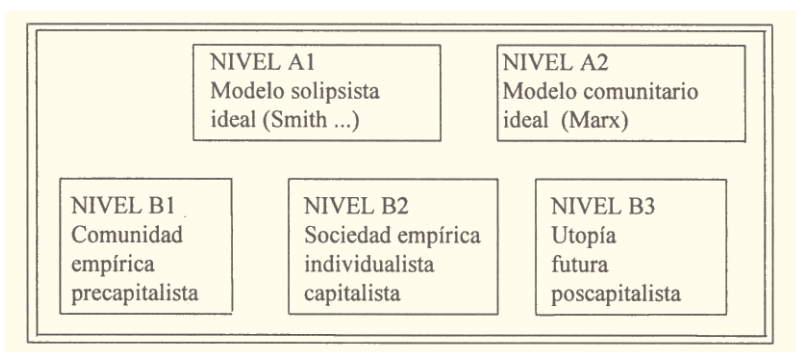 NIVEL A1
Modelo solipsista
ideal (Smith ...)
NIVEL A2
Modelo comunitario
ideal (Marx)
NIVEL B1
Comunidad
empírica
precapitalista
NIVEL B2
Sociedad empírica
individualista
capitalista
NIVEL B3
Utopía
futura
poscapitalista